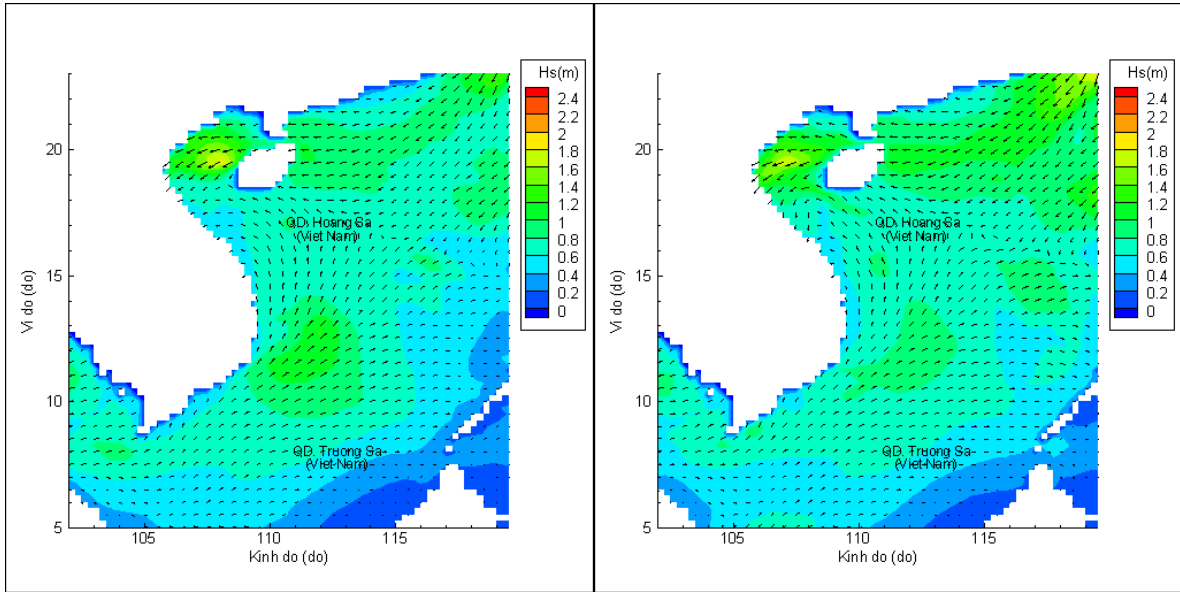 Hs(m)
2.4
2.2
2
1.8
1.6
1.4
1.2
1
0.8
0.6
0.4
0.2
0
20
15
10
5
Vi do (do)
QD. Hoang Sa
(Viet Nam)
QD. Truong Sa
(Viet Nam)
105
110
115
Kinh do (do)
Hs(m)
2.4
2.2
2
1.8
1.6
1.4
1.2
1
0.8
0.6
0.4
0.2
0
20
15
10
5
Vi do (do)
QD. Hoang Sa
(Viet Nam)
QD. Truong Sa
(Viet Nam)
105
110
115
Kinh do (do)